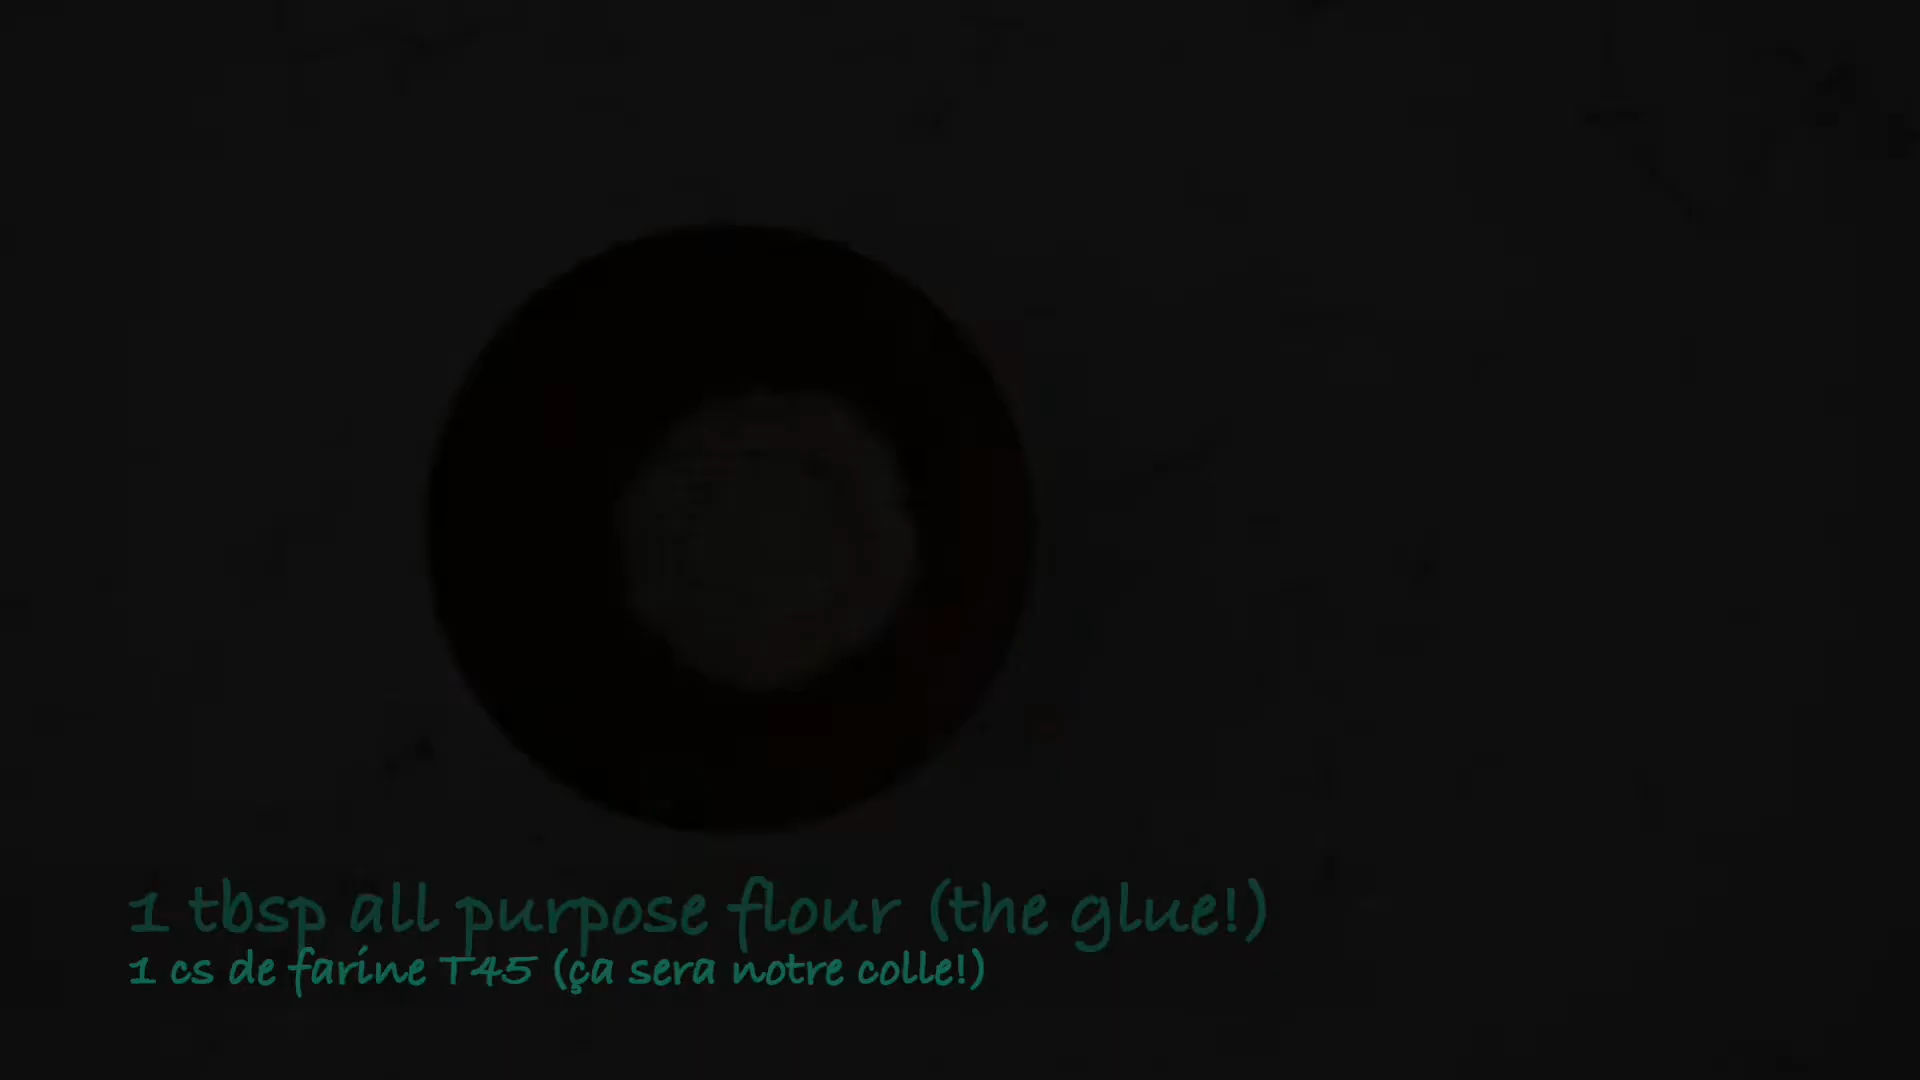 1 tbsp all purpose flour (the glue!)
1 cs de farine T45 (ça sera notre colle!)